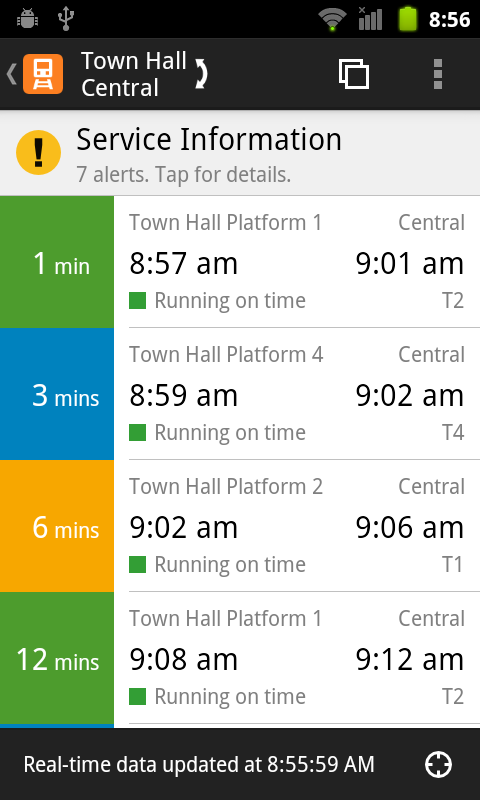 8:56
Town Hall
Central
Service Information
7 alerts. Tap for details.
1 min
Town Hall Platform 1 Central
8:57 am 9:01 am
Running on time T2
3 mins
Town Hall Platform 4 Central
8:59 am 9:02 am
Running on time T4
6 mins
Town Hall Platform 2 Central
9:02 am 9:06 am
Running on time T1
12 mins
Town Hall Platform 1 Central
9:08 am 9:12 am
Running on time T2
Real-time data updated at 8:55:59 AM